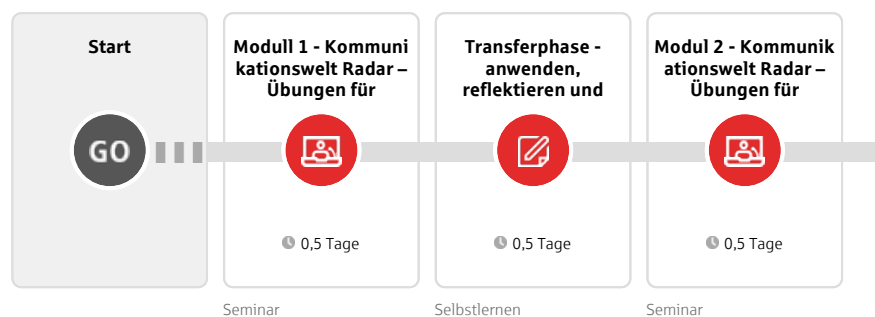 Start
GO
Modull 1 - Kommuni
kationswelt Radar –
Übungen für
0,5 Tage
Seminar
Transferphase -
anwenden,
reflektieren und
0,5 Tage
Selbstlernen
Modul 2 - Kommunik
ationswelt Radar –
Übungen für
0,5 Tage
Seminar